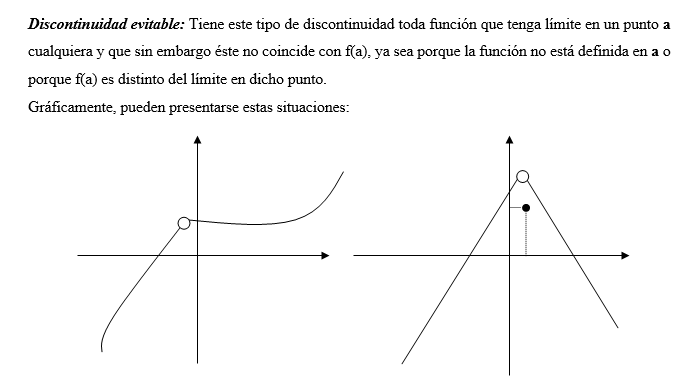 Discontinuidad evitable: Tiene este tipo de discontinuidad toda función que tenga límite en un punto a
cualquiera y que sin embargo éste no coincide con f(a), ya sea porque la función no está definida en a o
porque f(a) es distinto del límite en dicho punto.
Gráficamente, pueden presentarse estas situaciones: